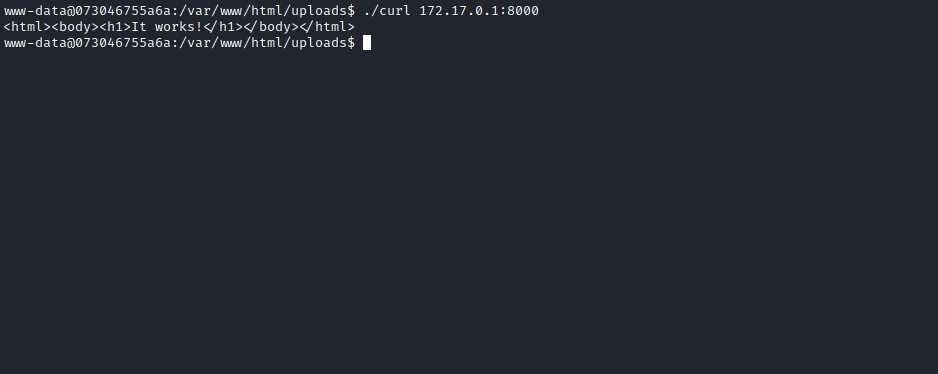 www-data@073046755a6a:/var/www/html/uploads$ ./curl 172.17.0.1:8000
<html><body><h1>It works!</h1></body></html>
www-data@073046755a6a:/var/www/html/uploads$